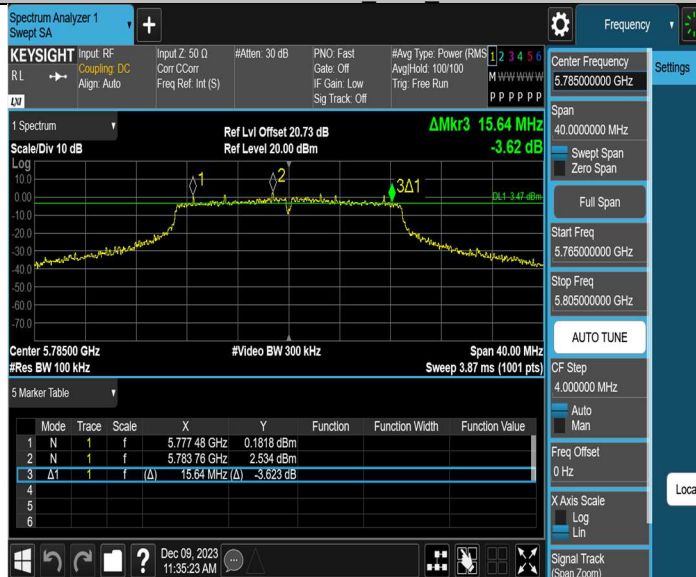 Spectrum Analyzer 1
Swept SA
+
Frequency
KEYSIGHT
RL
LXI
Input: RF
Coupling: DC
Align: Auto
Input Z: 50 Ω
Corr CCorr
Freq Ref: Int (S)
#Atten: 30 dB
PNO: Fast
Gate: Off
IF Gain: Low
Sig Track: Off
#Avg Type: Power (RMS
Avg|Hold: 100/100
Trig: Free Run
1 2 3 4 5 6
M W W W W W
P P P P P P
1 Spectrum
Scale/Div 10 dB
Ref Lvl Offset 20.73 dB
Ref Level 20.00 dBm
ΔMkr3 15.64 MHz
-3.62 dB
Log
10.0
0.00
-10.0
-20.0
-30.0
-40.0
-50.0
-60.0
-70.0
1
2
3Δ1
DL1 -3.47 dBm
Center 5.78500 GHz
#Video BW 300 kHz
Span 40.00 MHz
#Res BW 100 kHz
Sweep 3.87 ms (1001 pts)
5 Marker Table
Mode Trace Scale X Y Function Function Width Function Value
1 N 1 f 5.777 48 GHz 0.1818 dBm
2 N 1 f 5.783 76 GHz 2.534 dBm
3 Δ1 1 f (Δ) 15.64 MHz (Δ) -3.623 dB
4
5
6
? Dec 09, 2023
11:35:23 AM
Center Frequency
5.785000000 GHz
Settings
Span
40.0000000 MHz
Swept Span
Zero Span
Full Span
Start Freq
5.765000000 GHz
Stop Freq
5.805000000 GHz
AUTO TUNE
CF Step
4.000000 MHz
Auto
Man
Freq Offset
0 Hz
Loca
X Axis Scale
Log
Lin
Signal Track
(Span Zoom)